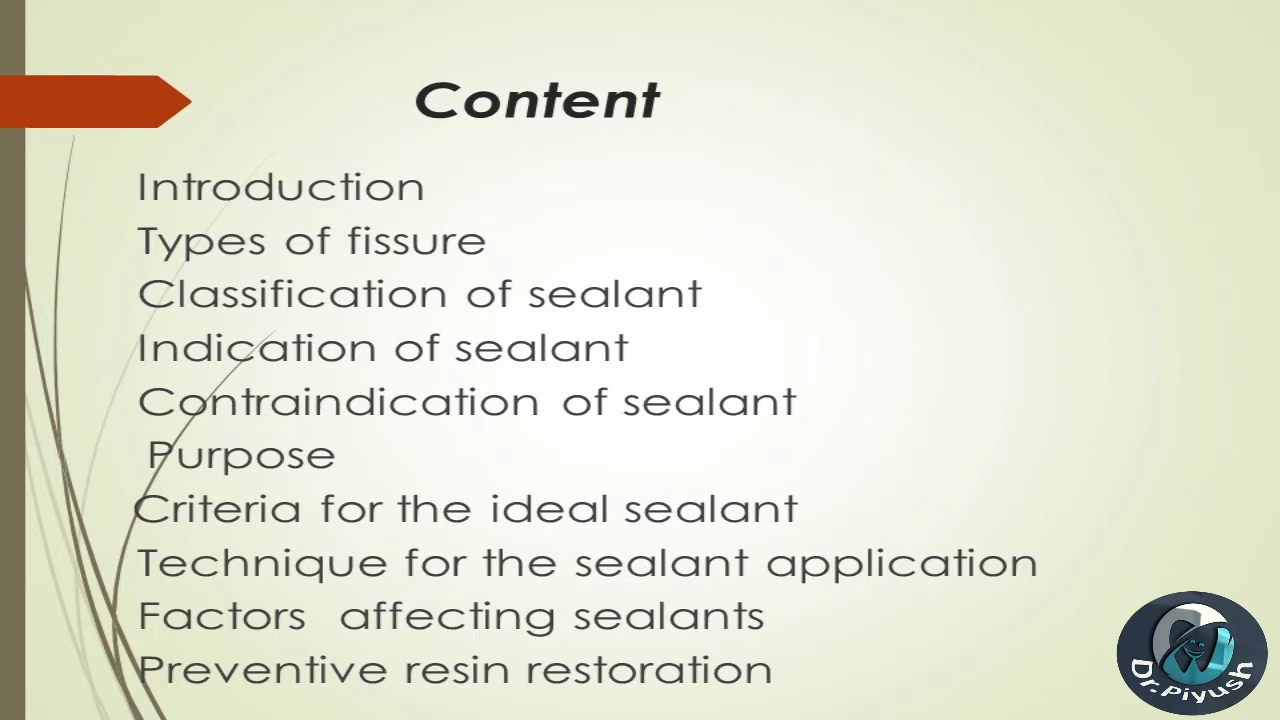 Content
Introduction
Types of fissure
Classification of sealant
Indication of sealant
Contraindication of sealant
Purpose
Criteria for the ideal sealant
Technique for the sealant application
Factors affecting sealants
Preventive resin restoration
Dr.Piyush